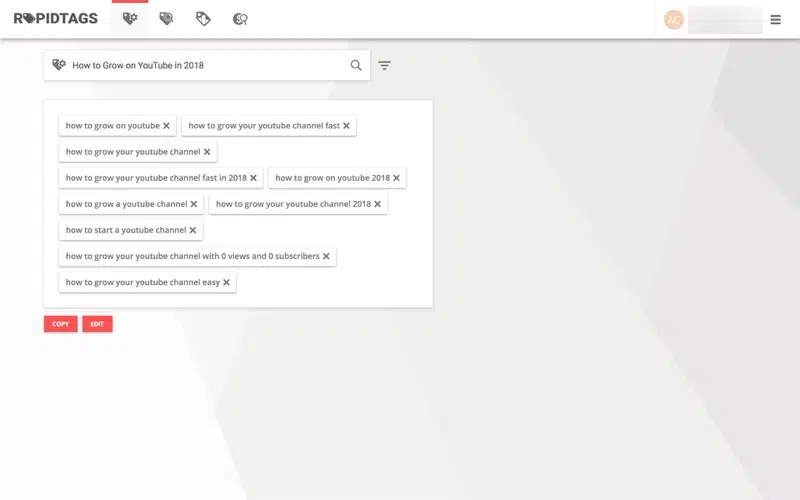 RAPIDTAGS
AC
How to Grow on YouTube in 2018
how to grow on youtube × how to grow your youtube channel fast ×
how to grow your youtube channel ×
how to grow your youtube channel fast in 2018 × how to grow on youtube 2018 ×
how to grow a youtube channel × how to grow your youtube channel 2018 ×
how to start a youtube channel ×
how to grow your youtube channel with 0 views and 0 subscribers ×
how to grow your youtube channel easy ×
COPY EDIT